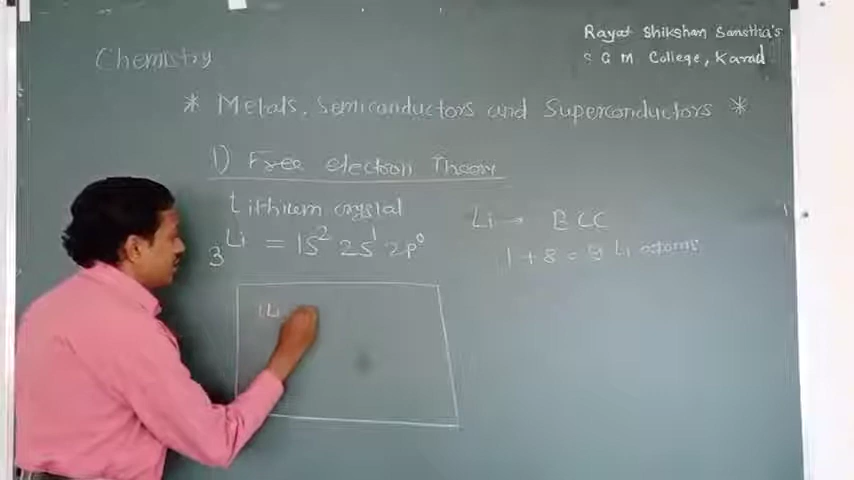 Chemistry
Rayat Shikshan Sanstha's
S G M College, Karad
* Metals, Semiconductors and Superconductors *
1) Free electron Theory
Lithium crystal
Li → BCC
₃Li = 1S² 2S¹ 2p⁰
1 + 8 = 9 Li atoms